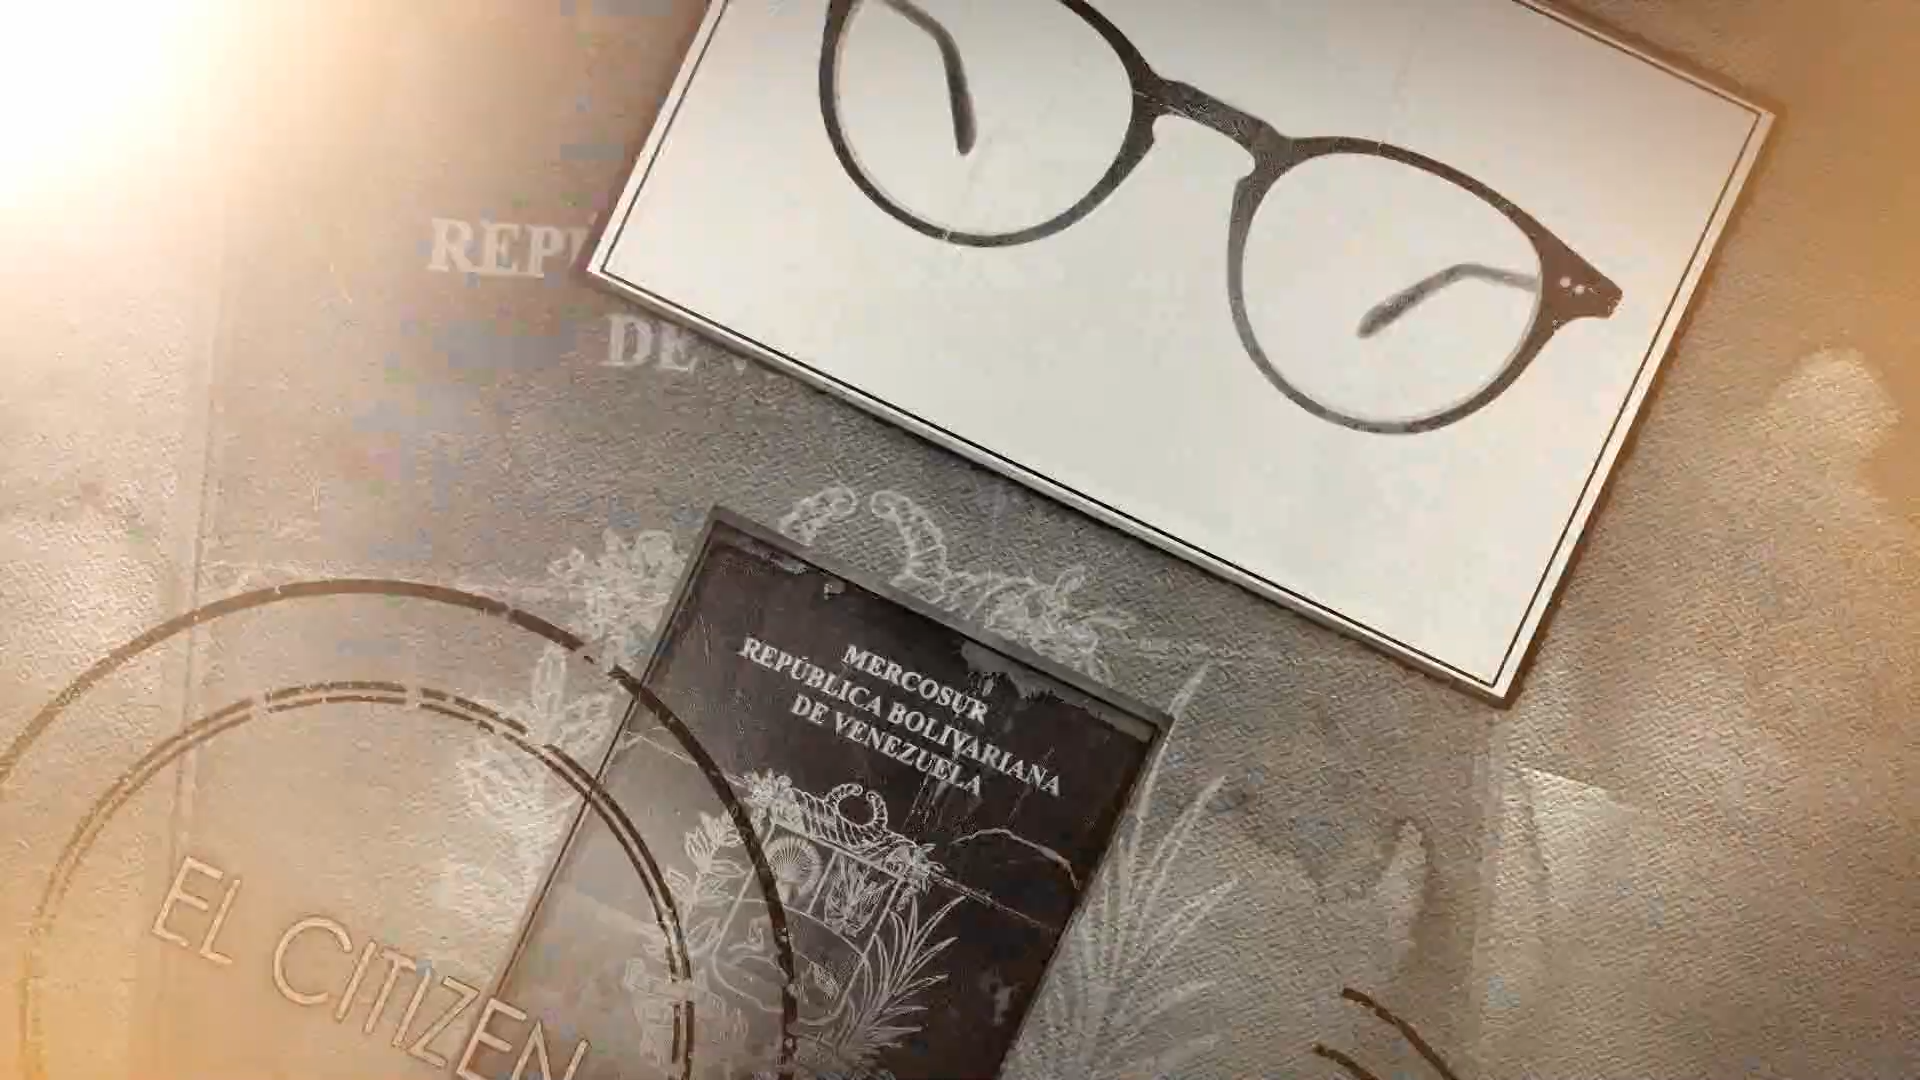 MERCOSUR
REPÚBLICA BOLIVARIANA
DE VENEZUELA
EL CITIZEN